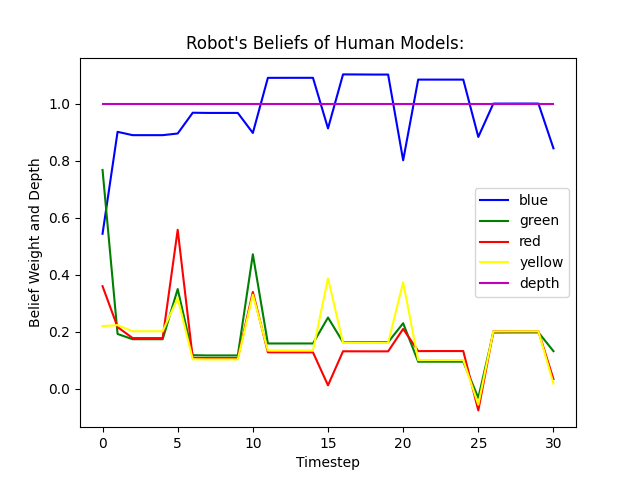 Robot's Beliefs of Human Models:
Belief Weight and Depth
1.0
0.8
0.6
0.4
0.2
0.0
blue
green
red
yellow
depth
0 5 10 15 20 25 30
Timestep